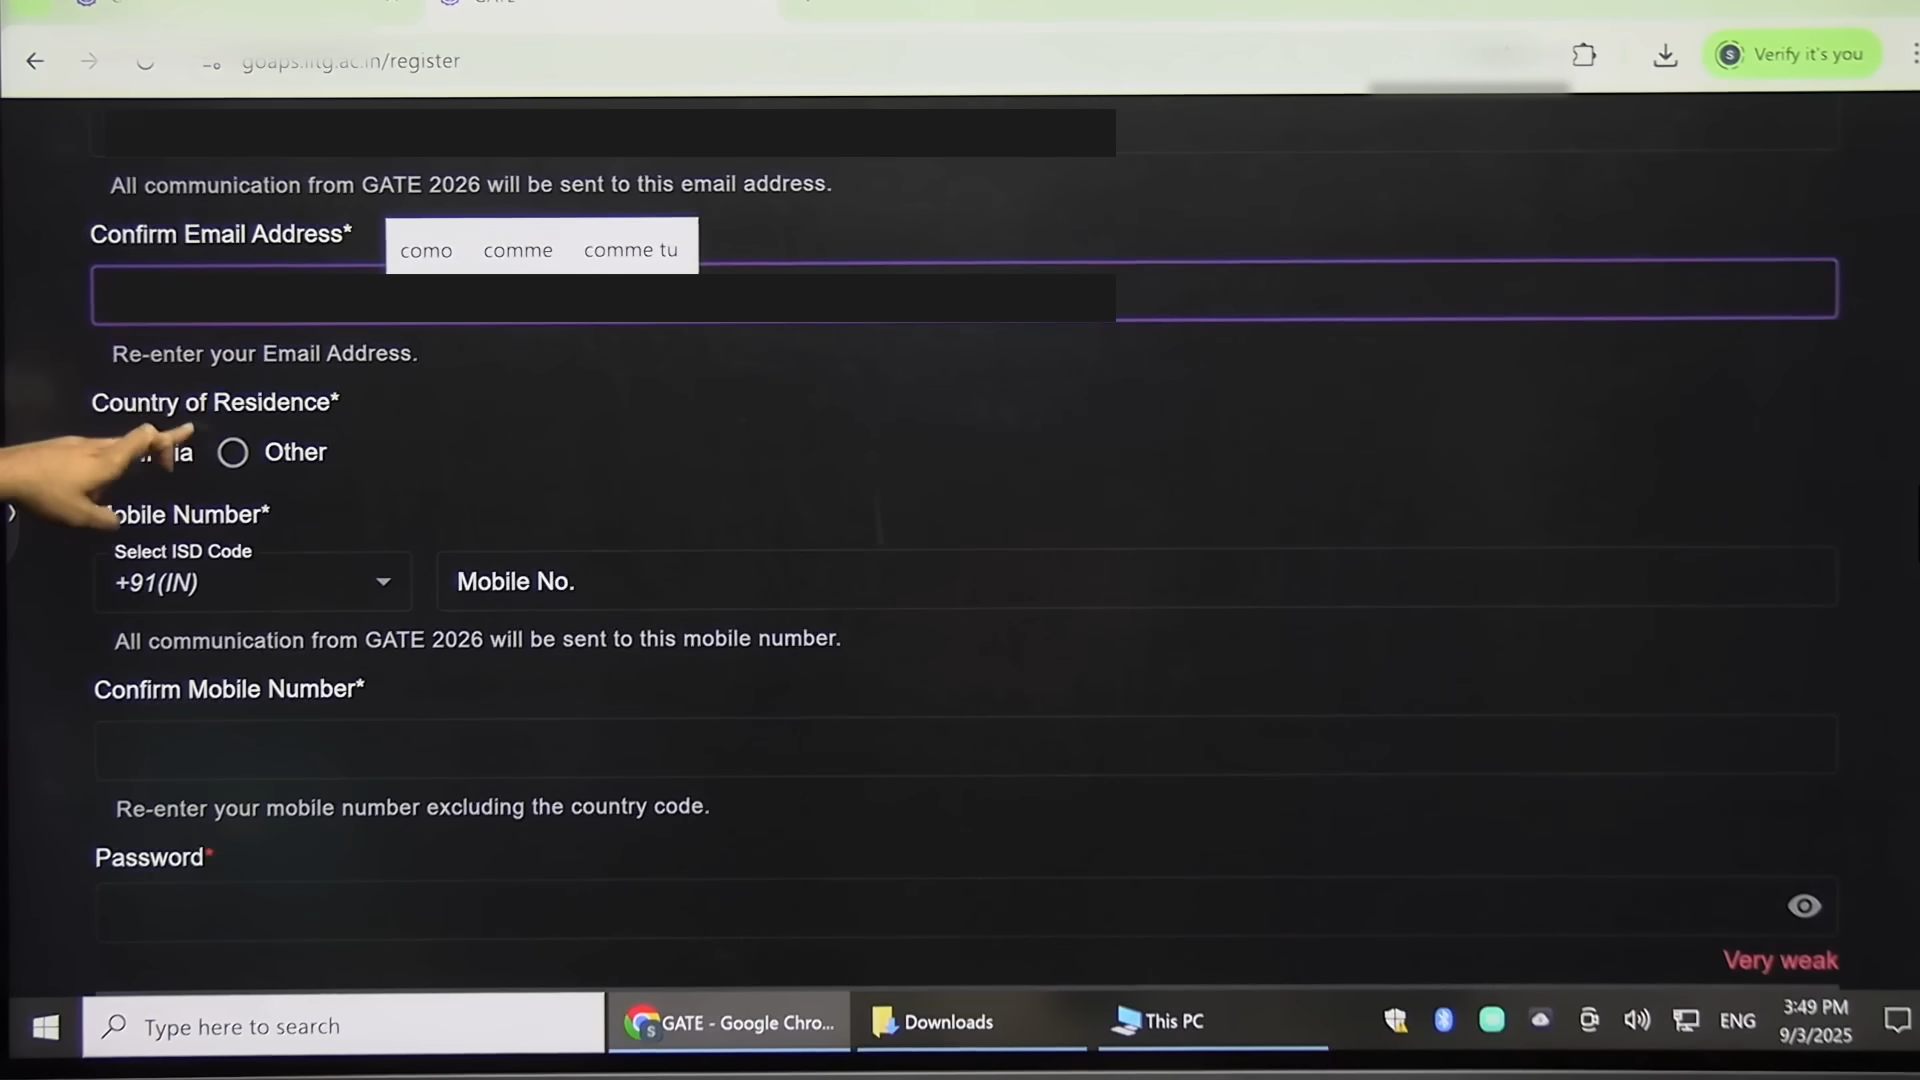 goaps.iitg.ac.in/register
Verify it's you
All communication from GATE 2026 will be sent to this email address.
Confirm Email Address*
como comme comme tu
Re-enter your Email Address.
Country of Residence*
Other
Mobile Number*
Select ISD Code
+91(IN)
Mobile No.
All communication from GATE 2026 will be sent to this mobile number.
Confirm Mobile Number*
Re-enter your mobile number excluding the country code.
Password*
Very weak
Type here to search
GATE - Google Chro...
Downloads
This PC
ENG
3:49 PM
9/3/2025